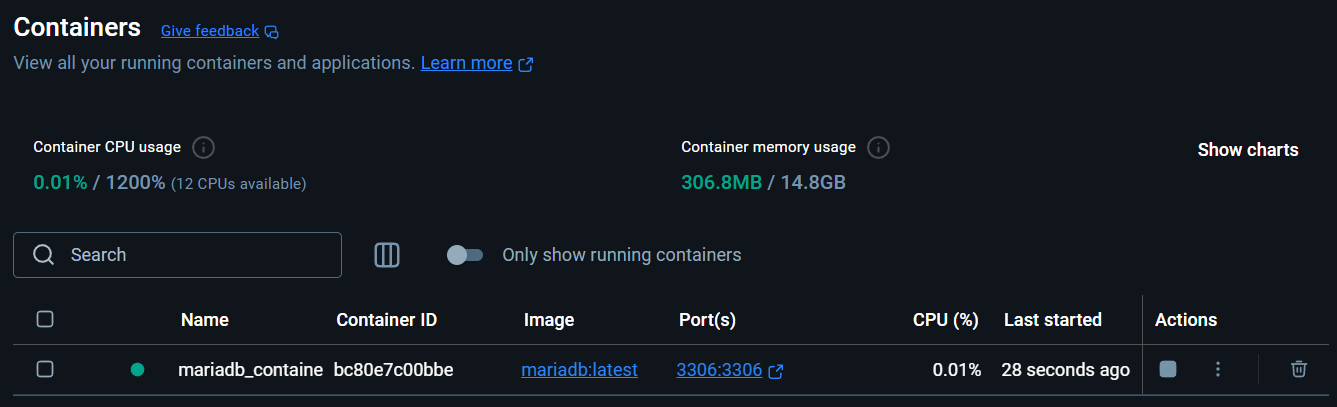 Containers Give feedback
View all your running containers and applications. Learn more
Container CPU usage
0.01% / 1200% (12 CPUs available)
Container memory usage
306.8MB / 14.8GB
Show charts
Search
Only show running containers
Name Container ID Image Port(s) CPU (%) Last started Actions
mariadb_containe bc80e7c00bbe mariadb:latest 3306:3306 0.01% 28 seconds ago